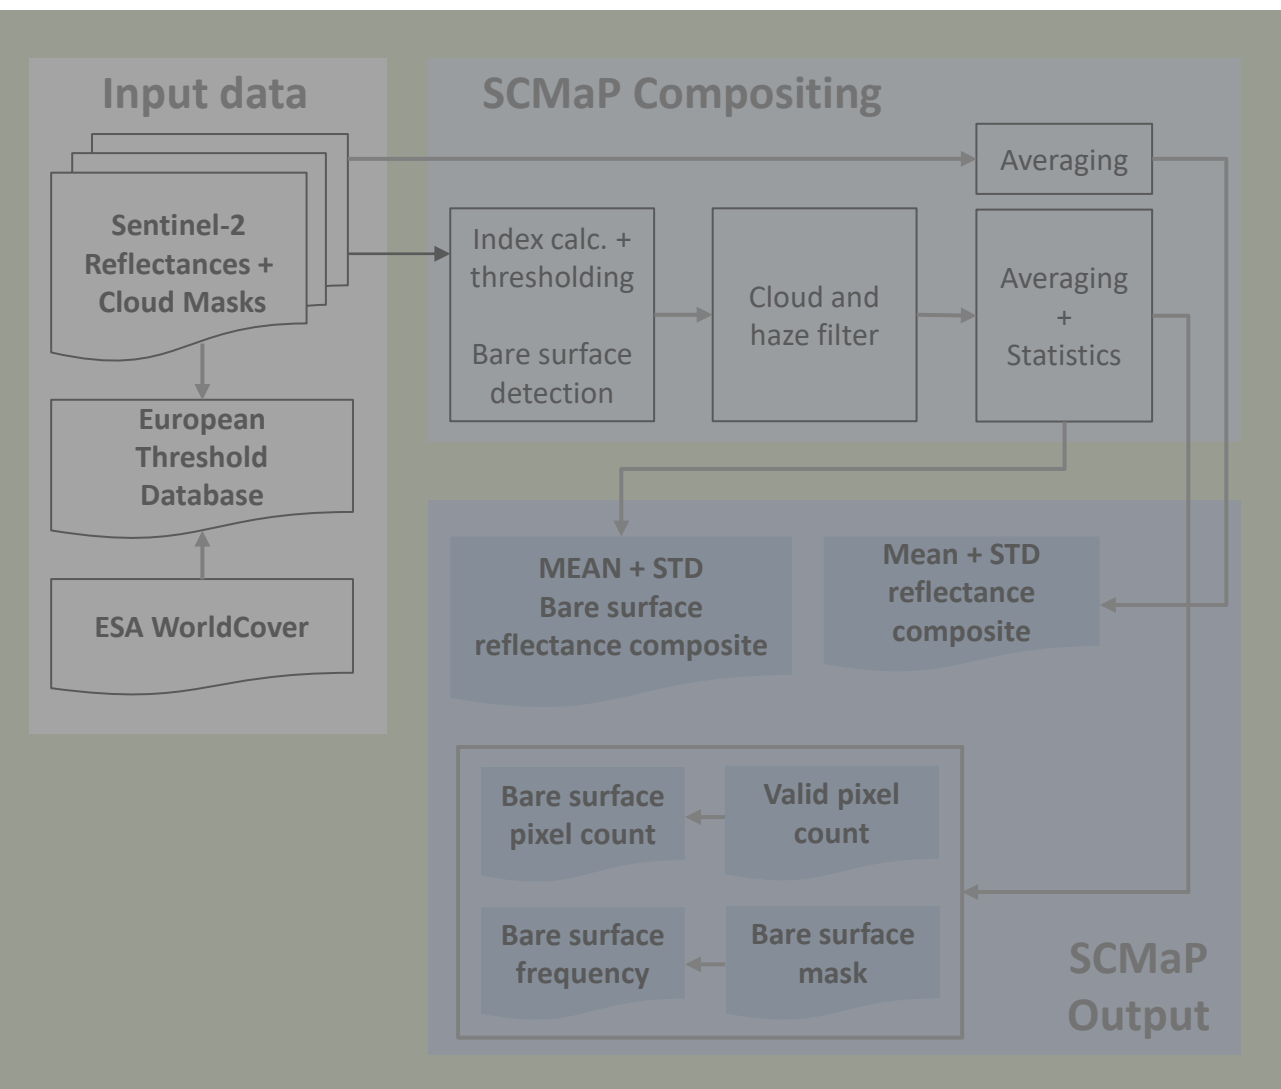 Input data
Sentinel-2
Reflectances +
Cloud Masks
European
Threshold
Database
ESA WorldCover
SCMaP Compositing
Averaging
Index calc. +
thresholding
Bare surface
detection
Cloud and
haze filter
Averaging
+
Statistics
MEAN + STD
Bare surface
reflectance composite
Mean + STD
reflectance
composite
Bare surface
pixel count
Valid pixel
count
Bare surface
frequency
Bare surface
mask
SCMaP
Output